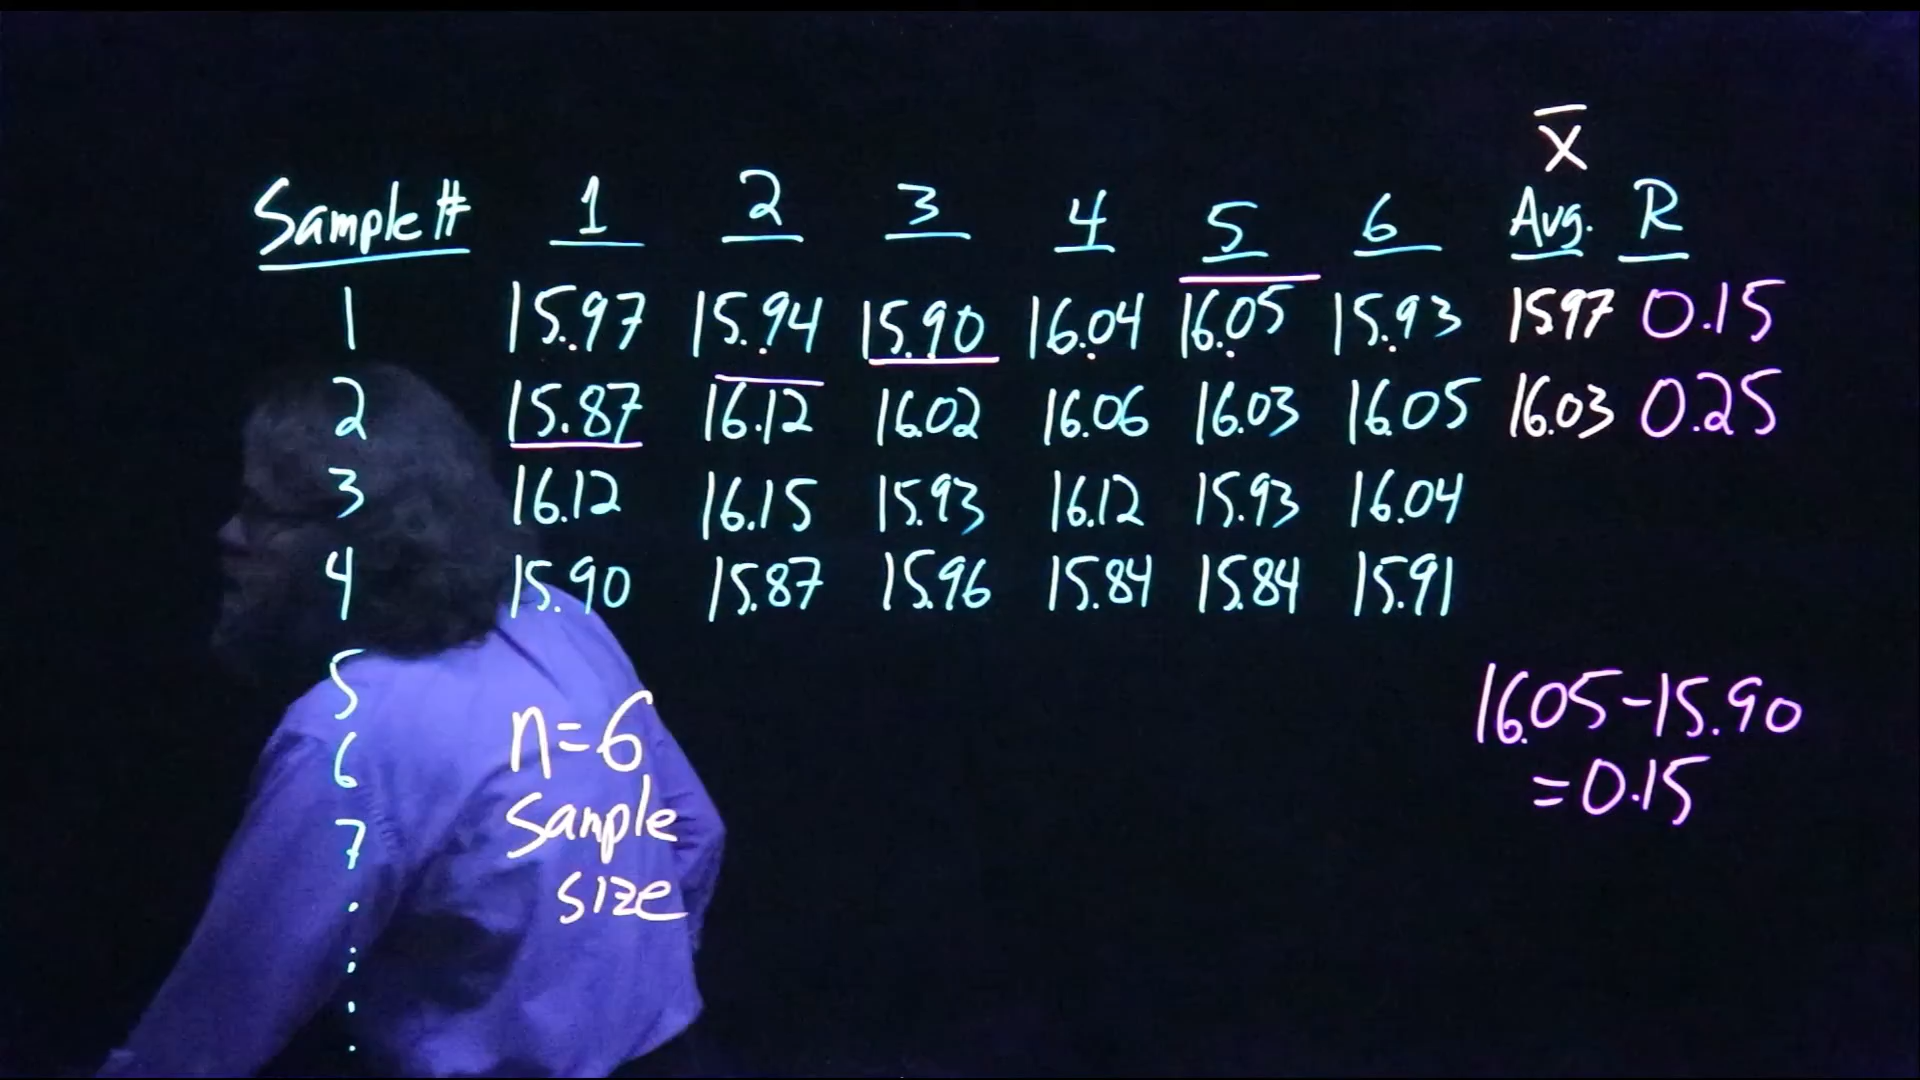 X̄
Sample # 1 2 3 4 5 6 Avg. R
1 15.97 15.94 15.90 16.04 16.05 15.93 15.97 0.15
2 15.87 16.12 16.02 16.06 16.03 16.05 16.03 0.25
3 16.12 16.15 15.93 16.12 15.93 16.04
4 15.90 15.87 15.96 15.84 15.84 15.91
5
6
7
.
:
.
.
n=6
Sample
size
16.05-15.90
=0.15